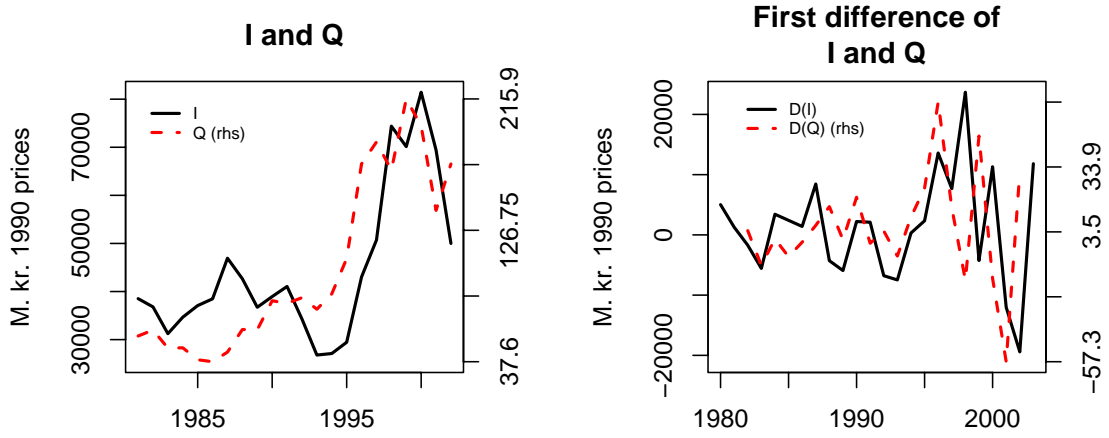 I and Q
M. kr. 1990 prices
30000
50000
70000
I
Q (rhs)
37.6
126.75
215.9
1985
1995
First difference of
I and Q
M. kr. 1990 prices
−20000
0
20000
D(I)
D(Q) (rhs)
−57.3
3.5
33.9
1980
1990
2000